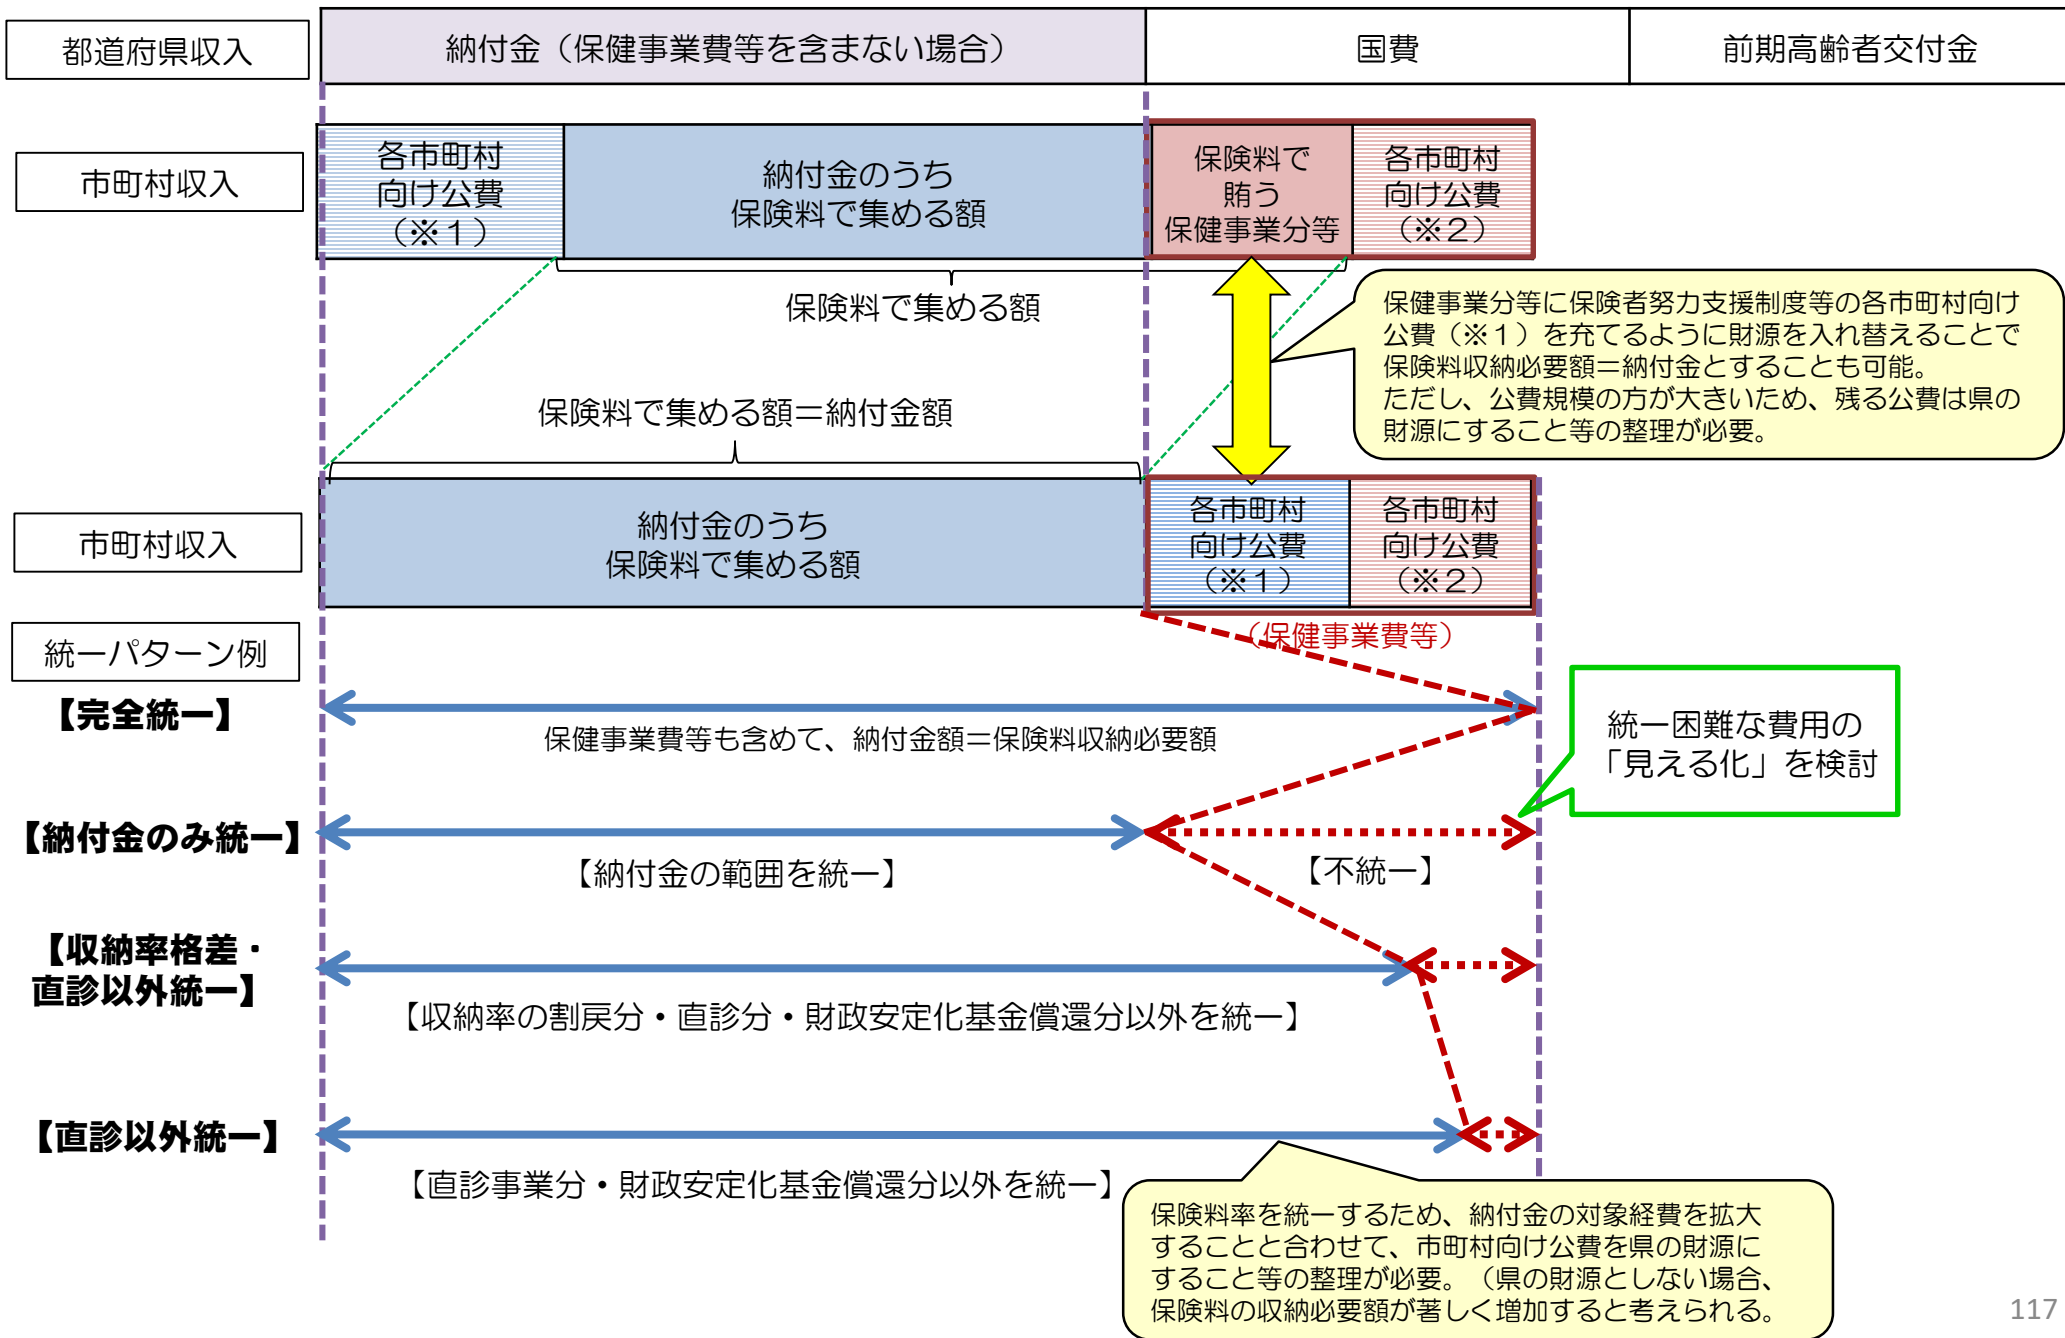 都道府県収入
納付金（保健事業費等を含まない場合）
国費
前期高齢者交付金
市町村収入
各市町村
向け公費
（※１）
納付金のうち
保険料で集める額
保険料で
賄う
保健事業分等
各市町村
向け公費
（※２）
保険料で集める額
保健事業分等に保険者努力支援制度等の各市町村向け
公費（※１）を充てるように財源を入れ替えることで
保険料収納必要額＝納付金とすることも可能。
ただし、公費規模の方が大きいため、残る公費は県の
財源にすること等の整理が必要。
保険料で集める額＝納付金額
市町村収入
納付金のうち
保険料で集める額
各市町村
向け公費
（※１）
各市町村
向け公費
（※２）
（保健事業費等）
統一パターン例
【完全統一】
保健事業費等も含めて、納付金額＝保険料収納必要額
統一困難な費用の
「見える化」を検討
【納付金のみ統一】
【納付金の範囲を統一】
【不統一】
【収納率格差・
直診以外統一】
【収納率の割戻分・直診分・財政安定化基金償還分以外を統一】
【直診以外統一】
【直診事業分・財政安定化基金償還分以外を統一】
保険料率を統一するため、納付金の対象経費を拡大
することと合わせて、市町村向け公費を県の財源に
すること等の整理が必要。（県の財源としない場合、
保険料の収納必要額が著しく増加すると考えられる。
117